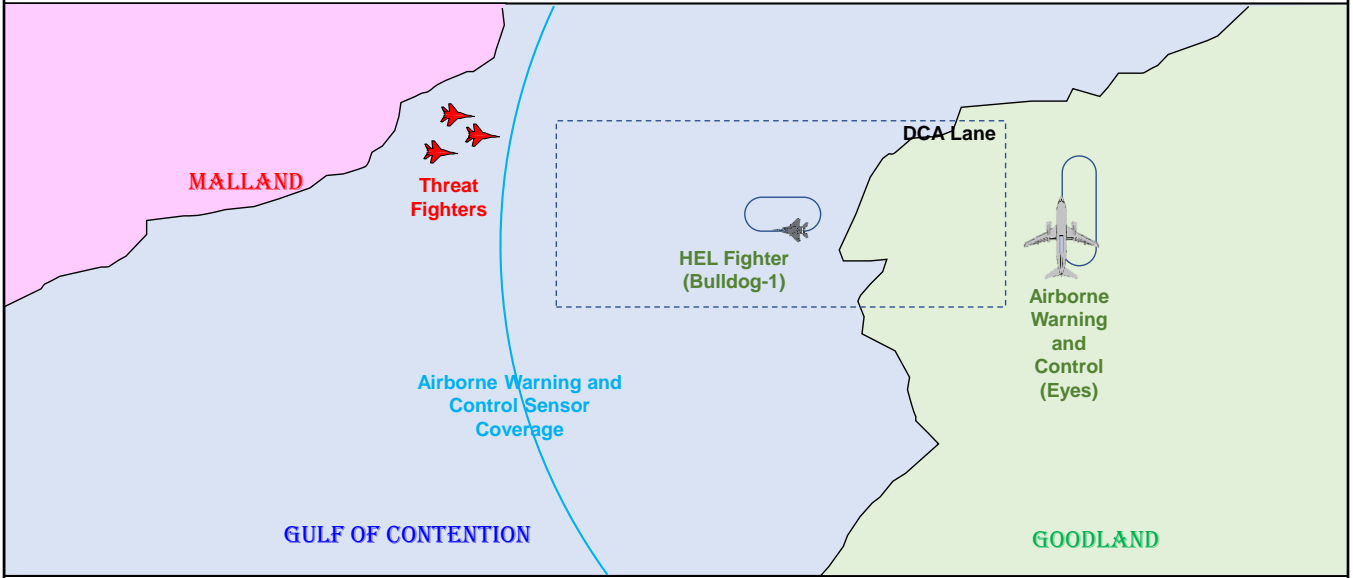 DCA Lane
MALLAND
Threat
Fighters
HEL Fighter
(Bulldog-1)
Airborne
Warning
and
Control
(Eyes)
Airborne Warning and
Control Sensor
Coverage
GULF OF CONTENTION
GOODLAND